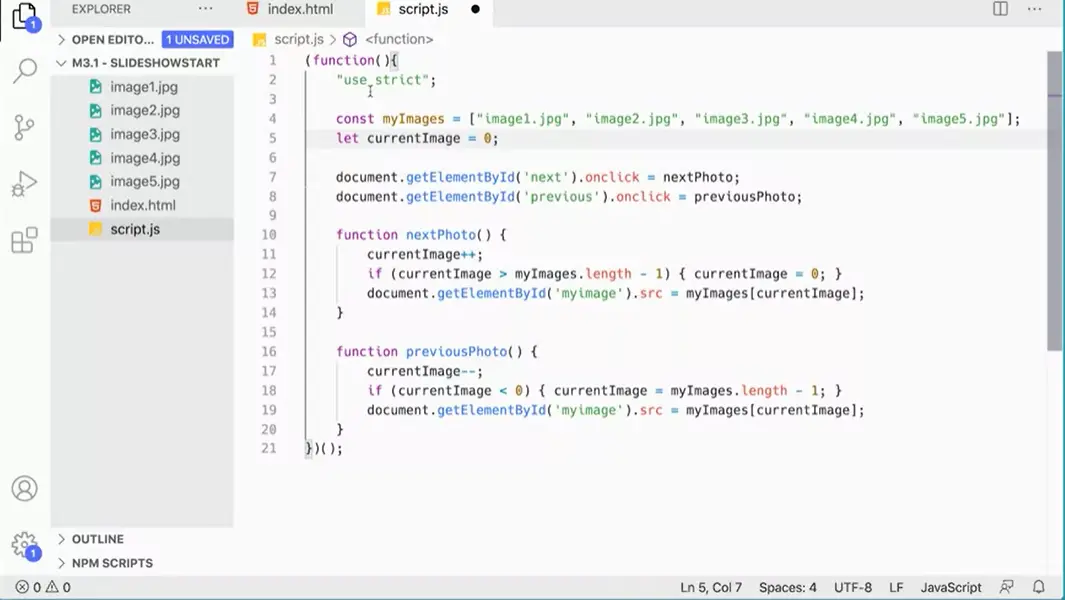 EXPLORER ... index.html script.js ...
1
OPEN EDITO... 1 UNSAVED script.js > <function>
M3.1 - SLIDESHOWSTART
image1.jpg
image2.jpg
image3.jpg
image4.jpg
image5.jpg
index.html
script.js
1 (function(){
2 "use strict";
3
4 const myImages = ["image1.jpg", "image2.jpg", "image3.jpg", "image4.jpg", "image5.jpg"];
5 let currentImage = 0;
6
7 document.getElementById('next').onclick = nextPhoto;
8 document.getElementById('previous').onclick = previousPhoto;
9
10 function nextPhoto() {
11 currentImage++;
12 if (currentImage > myImages.length - 1) { currentImage = 0; }
13 document.getElementById('myimage').src = myImages[currentImage];
14 }
15
16 function previousPhoto() {
17 currentImage--;
18 if (currentImage < 0) { currentImage = myImages.length - 1; }
19 document.getElementById('myimage').src = myImages[currentImage];
20 }
21 })();
OUTLINE
1
NPM SCRIPTS
0 0 Ln 5, Col 7 Spaces: 4 UTF-8 LF JavaScript